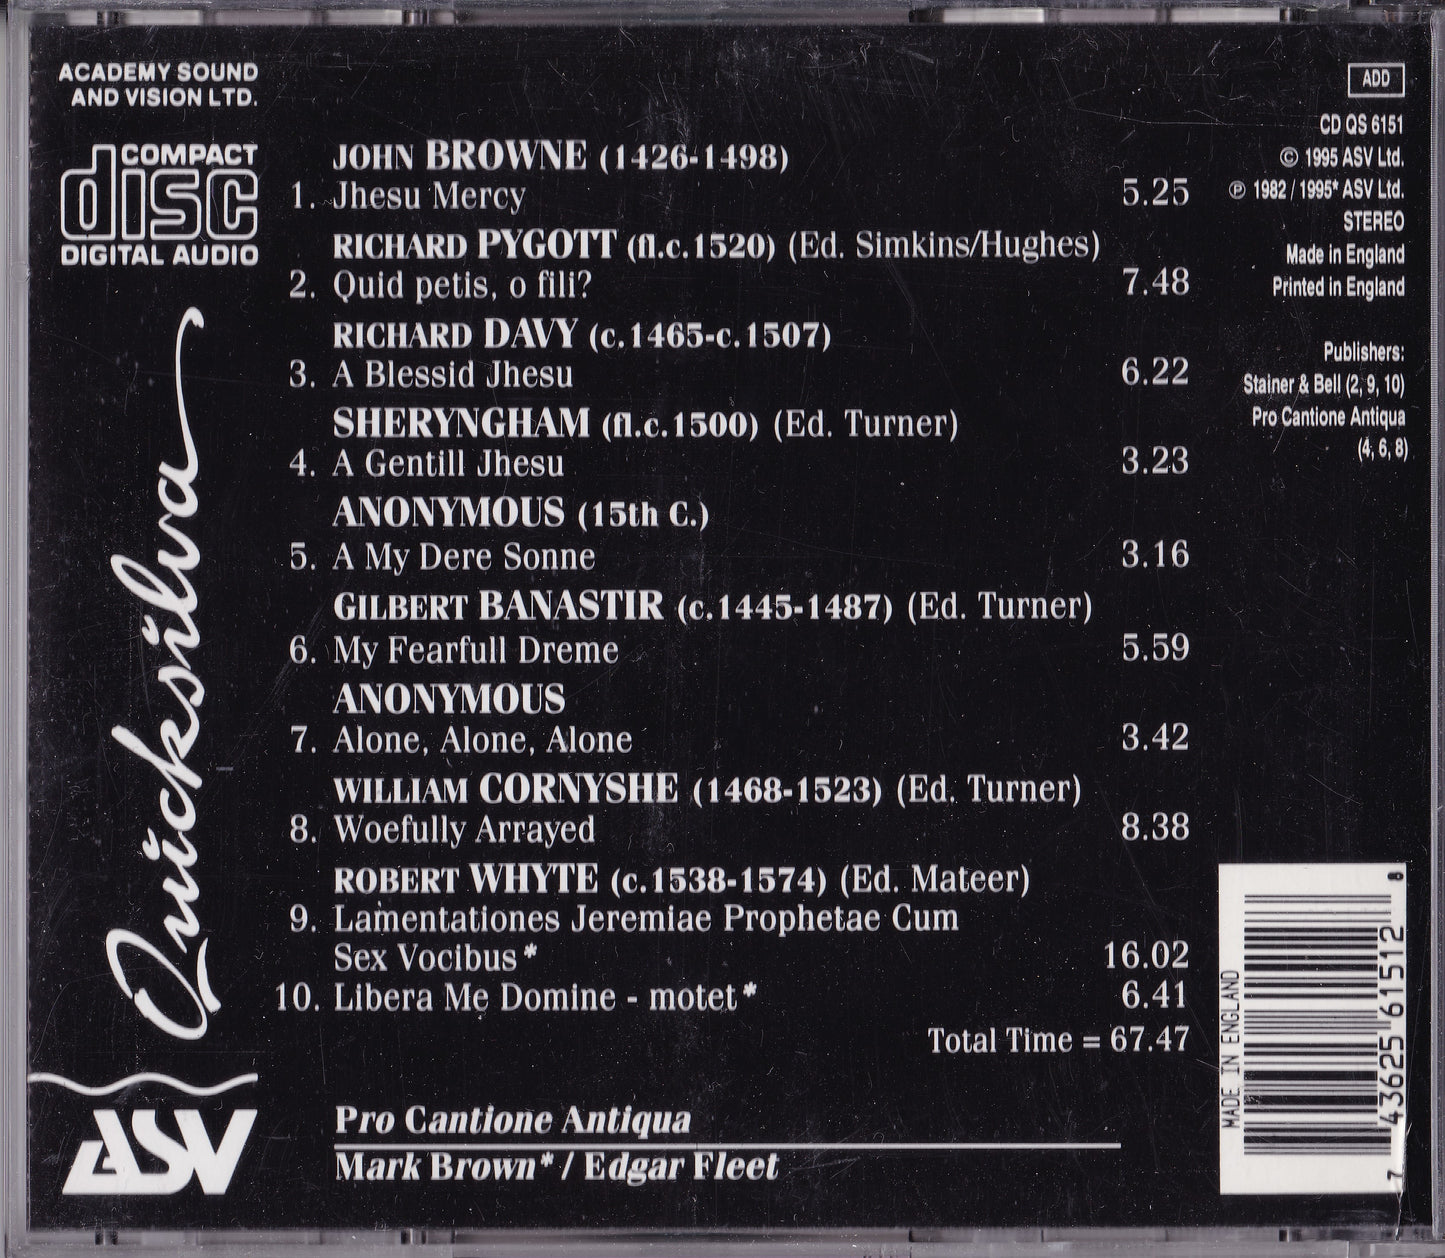 ACADEMY SOUND
AND VISION LTD.
COMPACT
disc
DIGITAL AUDIO
Quicksilva
ASV
JOHN BROWNE (1426-1498)
1. Jhesu Mercy 5.25
RICHARD PYGOTT (fl.c.1520) (Ed. Simkins/Hughes)
2. Quid petis, o fili? 7.48
RICHARD DAVY (c.1465-c.1507)
3. A Blessid Jhesu 6.22
SHERYNGHAM (fl.c.1500) (Ed. Turner)
4. A Gentill Jhesu 3.23
ANONYMOUS (15th C.)
5. A My Dere Sonne 3.16
GILBERT BANASTIR (c.1445-1487) (Ed. Turner)
6. My Fearfull Dreme 5.59
ANONYMOUS
7. Alone, Alone, Alone 3.42
WILLIAM CORNYSHE (1468-1523) (Ed. Turner)
8. Woefully Arrayed 8.38
ROBERT WHYTE (c.1538-1574) (Ed. Mateer)
9. Lamentationes Jeremiae Prophetae Cum
Sex Vocibus* 16.02
10. Libera Me Domine - motet* 6.41
Total Time = 67.47
Pro Cantione Antiqua
Mark Brown* / Edgar Fleet
ADD
CD QS 6151
© 1995 ASV Ltd.
℗ 1982 / 1995* ASV Ltd.
STEREO
Made in England
Printed in England
Publishers:
Stainer & Bell (2, 9, 10)
Pro Cantione Antiqua
(4, 6, 8)
MADE IN ENGLAND
7 43625 61512 8